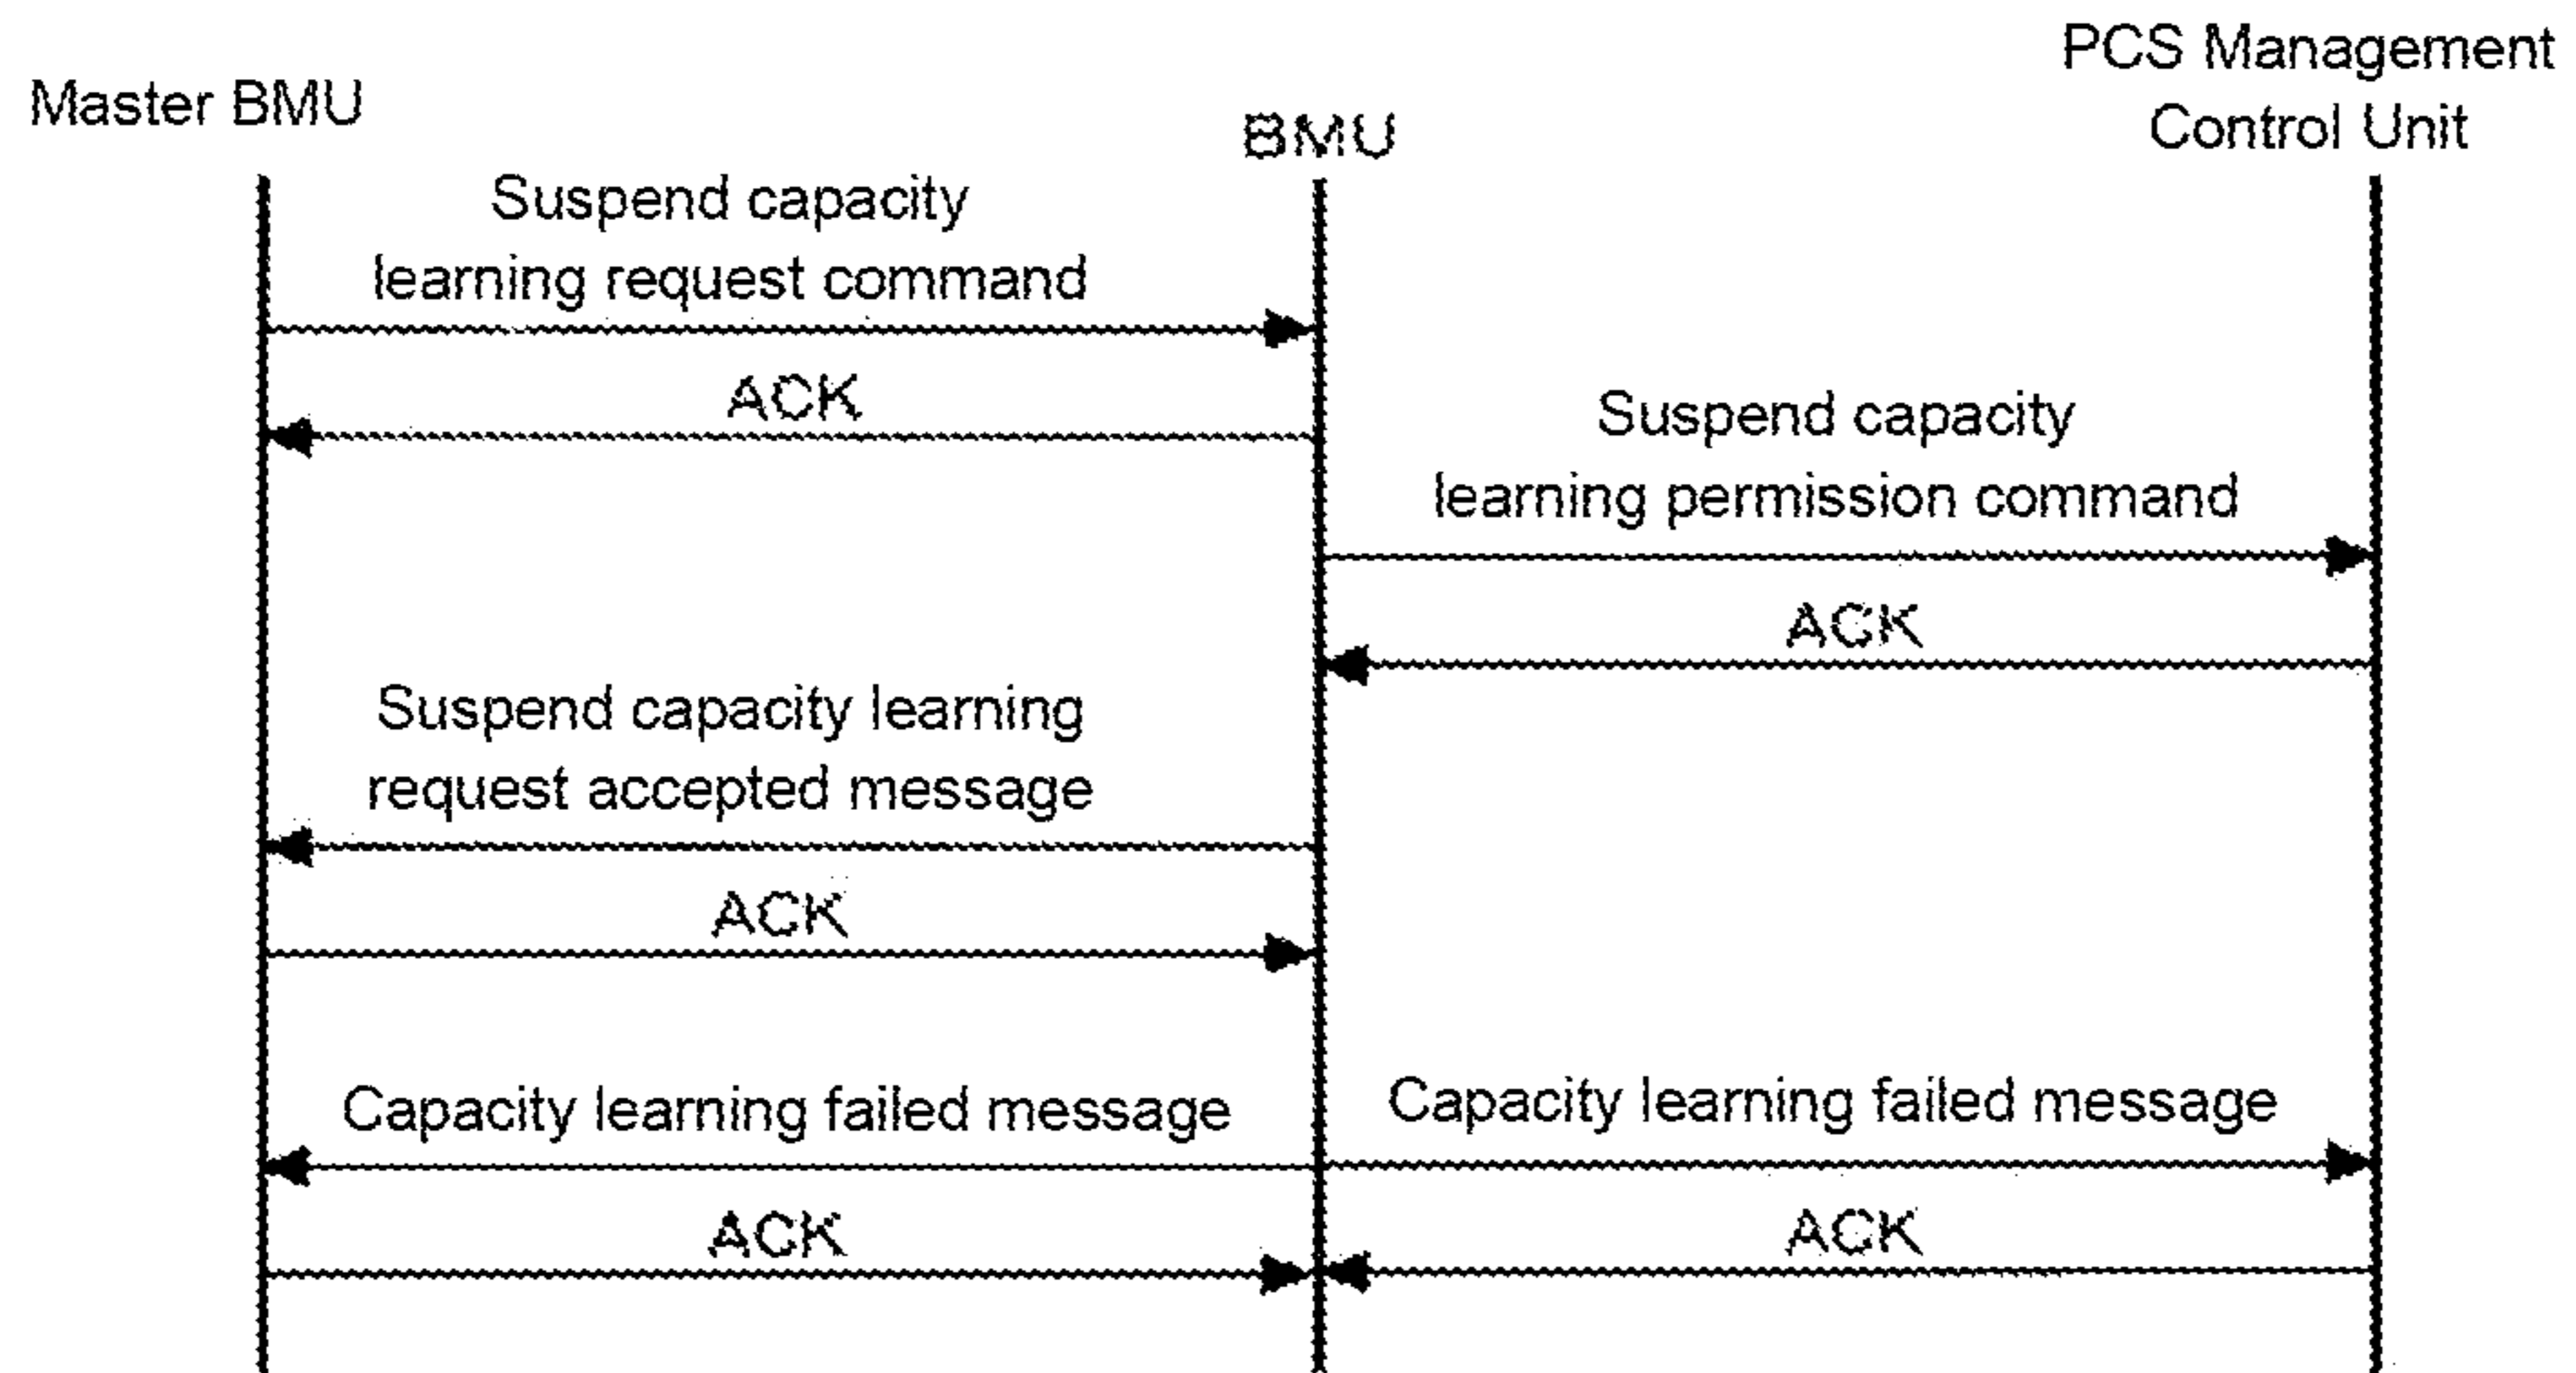 Master BMU
BMU
PCS Management
Control Unit
Suspend capacity
learning request command
ACK
Suspend capacity
learning permission command
ACK
Suspend capacity learning
request accepted message
ACK
Capacity learning failed message
Capacity learning failed message
ACK
ACK